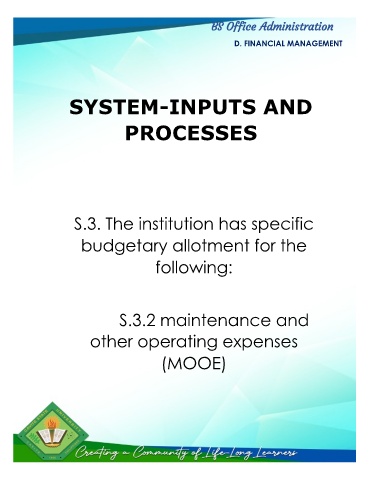 BS Office Administration
D. FINANCIAL MANAGEMENT
SYSTEM-INPUTS AND
PROCESSES
S.3. The institution has specific
budgetary allotment for the
following:
S.3.2 maintenance and
other operating expenses
(MOOE)
Creating a Community of Life-Long Learners